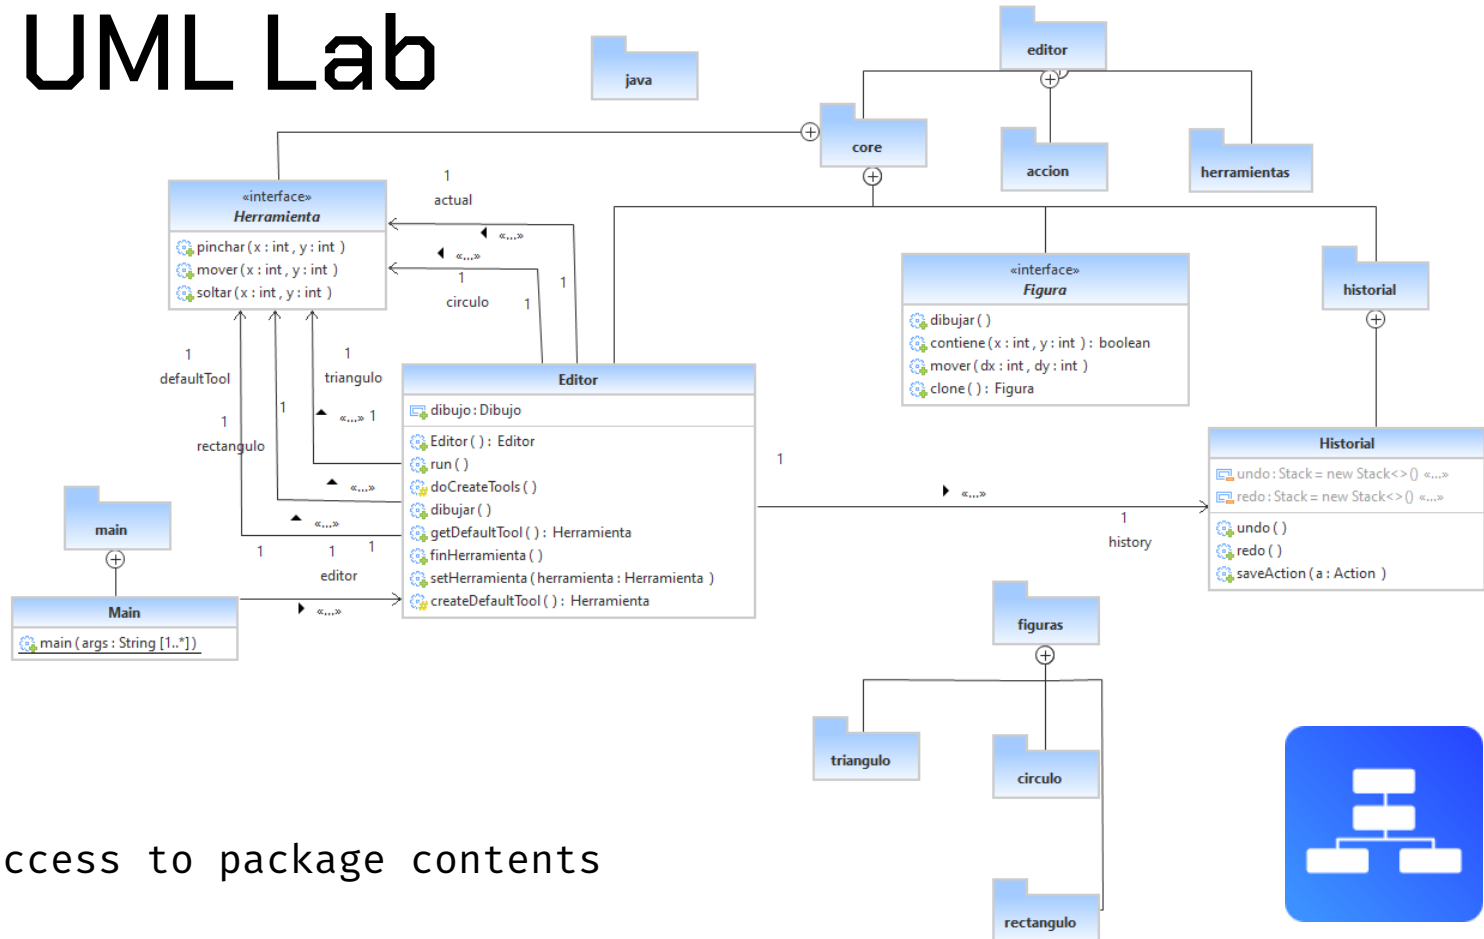 UML Lab
java
editor
core
accion
herramientas
«interface»
Herramienta
pinchar ( x : int , y : int )
mover ( x : int , y : int )
soltar ( x : int , y : int )
1
actual
«...»
«...»
1
circulo
1
1
«interface»
Figura
dibujar ( )
contiene ( x : int , y : int ) : boolean
mover ( dx : int , dy : int )
clone ( ) : Figura
historial
1
defaultTool
1
triangulo
1
rectangulo
1
«...» 1
«...»
«...»
1
1
1
editor
«...»
Editor
dibujo : Dibujo
Editor ( ) : Editor
run ( )
doCreateTools ( )
dibujar ( )
getDefaultTool ( ) : Herramienta
finHerramienta ( )
setHerramienta ( herramienta : Herramienta )
createDefaultTool ( ) : Herramienta
1
«...»
1
history
Historial
undo : Stack = new Stack<>() «...»
redo : Stack = new Stack<>() «...»
undo ( )
redo ( )
saveAction ( a : Action )
main
Main
main ( args : String [1..*] )
figuras
triangulo
circulo
rectangulo
ccess to package contents